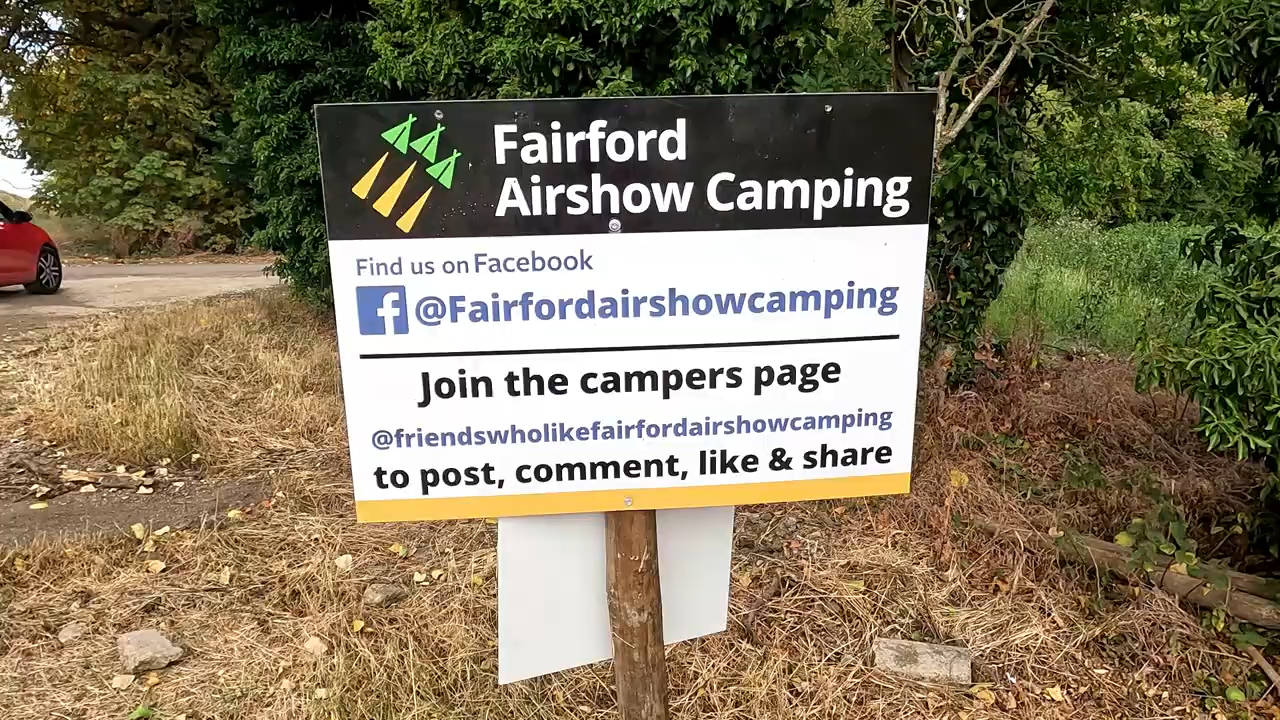 Fairford
Airshow Camping
Find us on Facebook
f @Fairfordairshowcamping
Join the campers page
@friendswholikefairfordairshowcamping
to post, comment, like & share